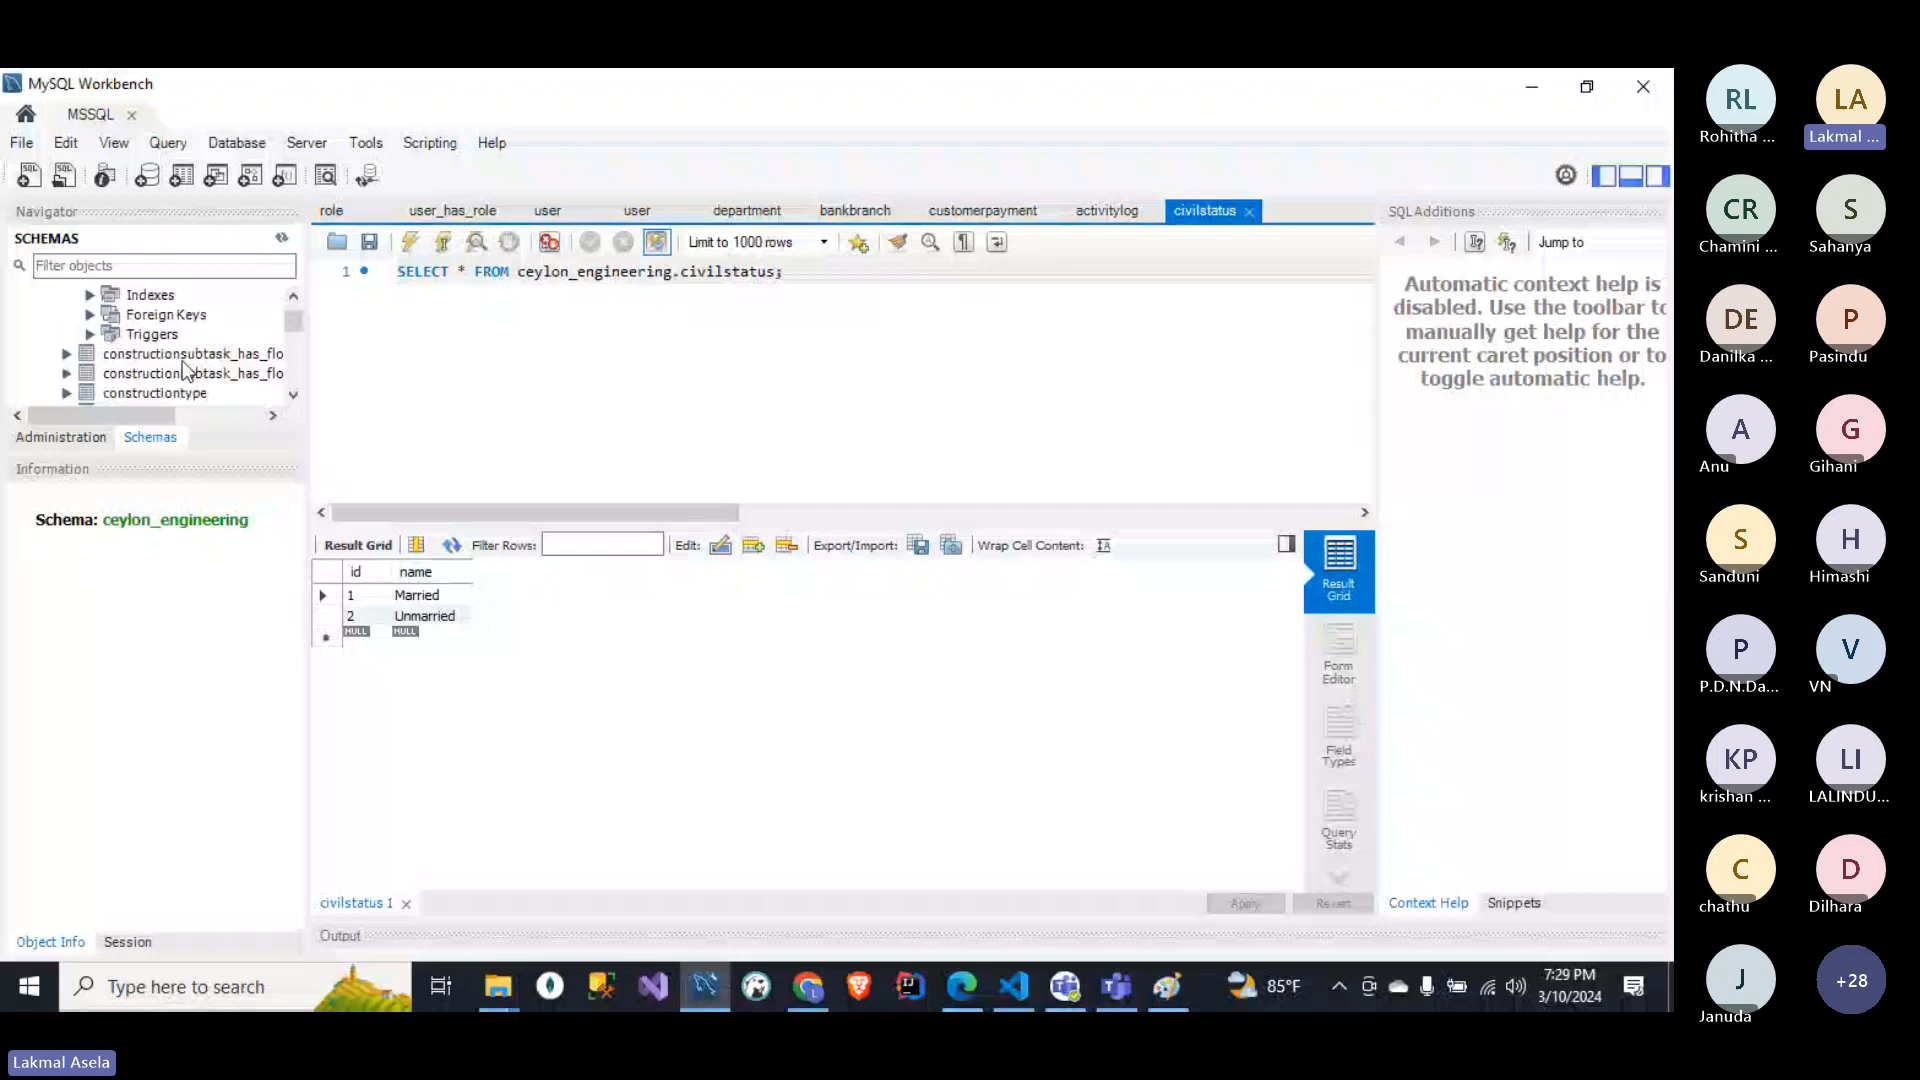 MySQL Workbench
MSSQL
File Edit View Query Database Server Tools Scripting Help
Navigator
SCHEMAS
Filter objects
Indexes
Foreign Keys
Triggers
constructionsubtask_has_flo
constructionsubtask_has_flo
constructiontype
Administration Schemas
Information
Schema: ceylon_engineering
Object Info Session
role user_has_role user user department bankbranch customerpayment activitylog civilstatus
Limit to 1000 rows
1 SELECT * FROM ceylon_engineering.civilstatus;
Result Grid Filter Rows: Edit: Export/Import: Wrap Cell Content:
id name
1 Married
2 Unmarried
NULL NULL
Result
Grid
Form
Editor
Field
Types
Query
Stats
civilstatus 1
Apply Revert
Output
SQL Additions
Jump to
Automatic context help is
disabled. Use the toolbar to
manually get help for the
current caret position or to
toggle automatic help.
Context Help Snippets
Type here to search
85°F
7:29 PM
3/10/2024
RL LA
Rohitha ... Lakmal ...
CR S
Chamini ... Sahanya
DE P
Danilka ... Pasindu
A G
Anu Gihani
S H
Sanduni Himashi
P V
P.D.N.Da... VN
KP LI
krishan ... LALINDU...
C D
chathu Dilhara
J +28
Januda
Lakmal Asela